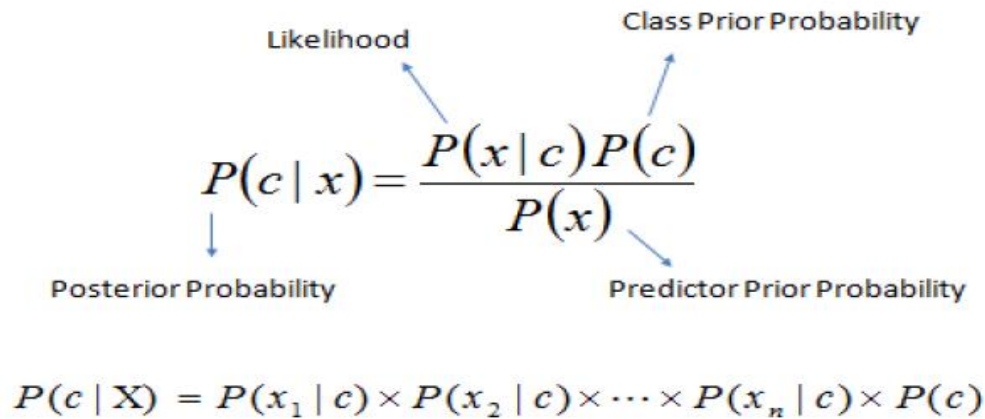 Likelihood
Class Prior Probability
P(c | x) = P(x | c)P(c) / P(x)
Posterior Probability
Predictor Prior Probability
P(c | X) = P(x₁ | c) × P(x₂ | c) × ⋯ × P(xₙ | c) × P(c)